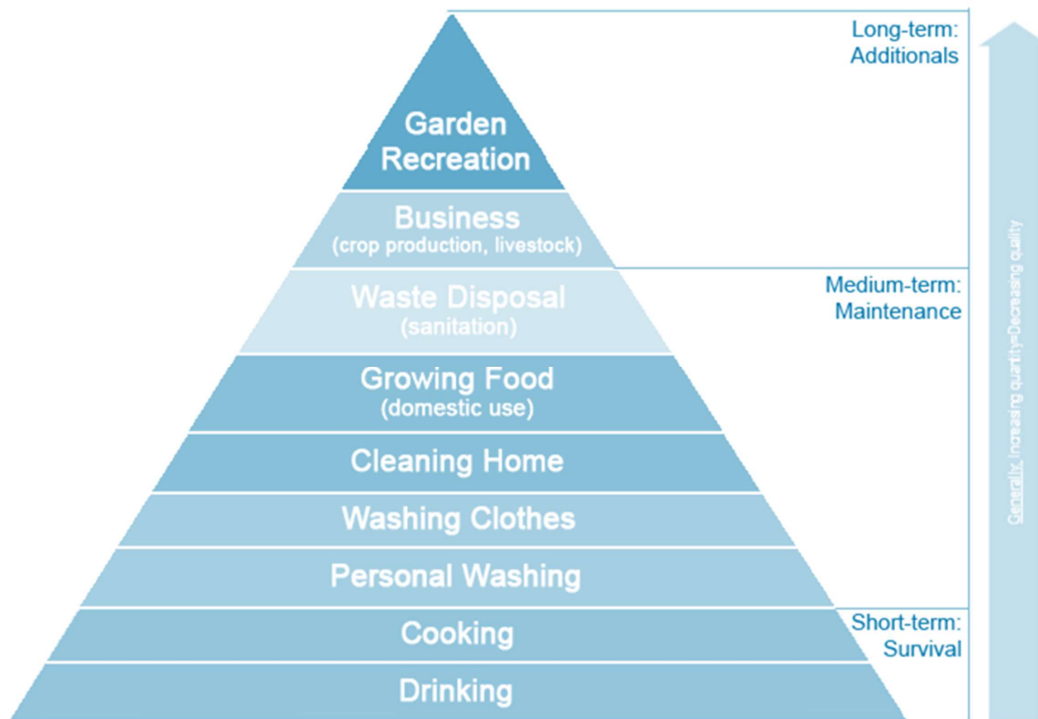 Long-term:
Additionals
Garden
Recreation
Business
(crop production, livestock)
Medium-term:
Maintenance
Waste Disposal
(sanitation)
Growing Food
(domestic use)
Cleaning Home
Washing Clothes
Personal Washing
Short-term:
Survival
Cooking
Drinking
Generally: Increasing quantity=Decreasing quality